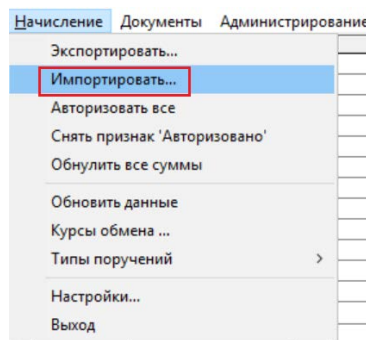 Начисление Документы Администрирование
Экспортировать...
Импортировать...
Авторизовать все
Снять признак 'Авторизовано'
Обнулить все суммы
Обновить данные
Курсы обмена ...
Типы поручений >
Настройки...
Выход